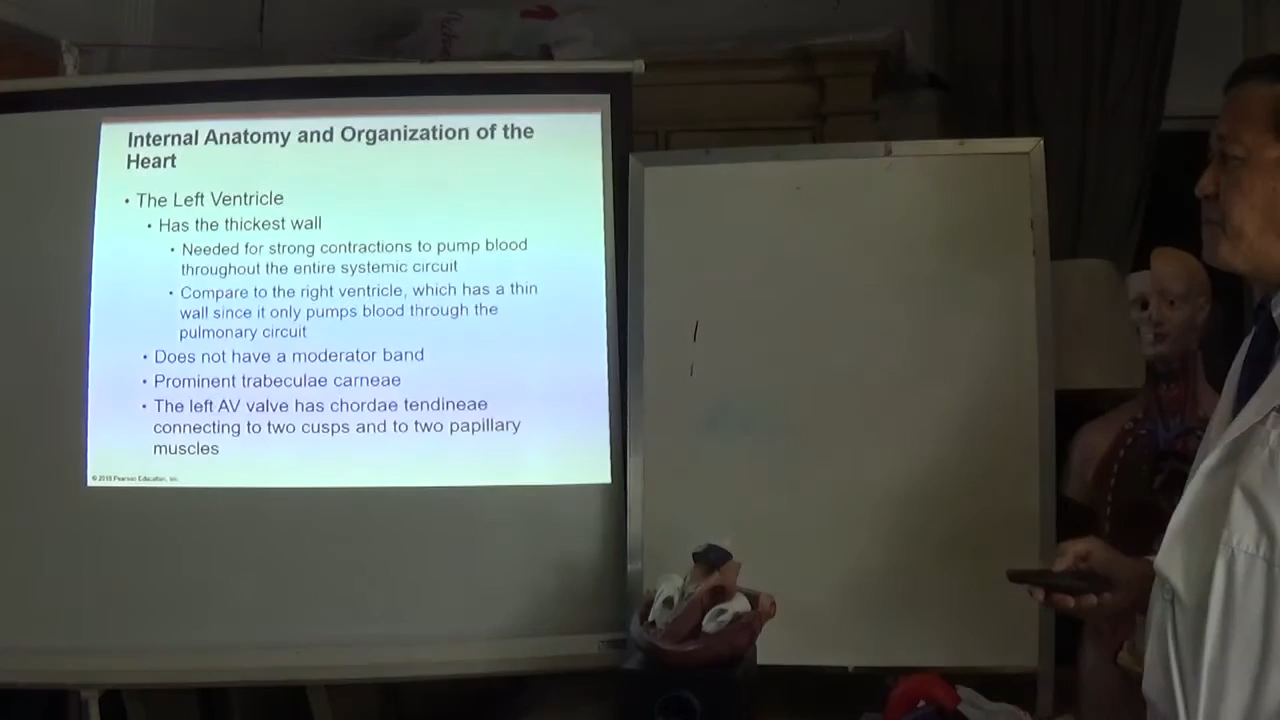 Internal Anatomy and Organization of the
Heart
• The Left Ventricle
• Has the thickest wall
• Needed for strong contractions to pump blood
throughout the entire systemic circuit
• Compare to the right ventricle, which has a thin
wall since it only pumps blood through the
pulmonary circuit
• Does not have a moderator band
• Prominent trabeculae carneae
• The left AV valve has chordae tendineae
connecting to two cusps and to two papillary
muscles
Pearson Education, Inc.